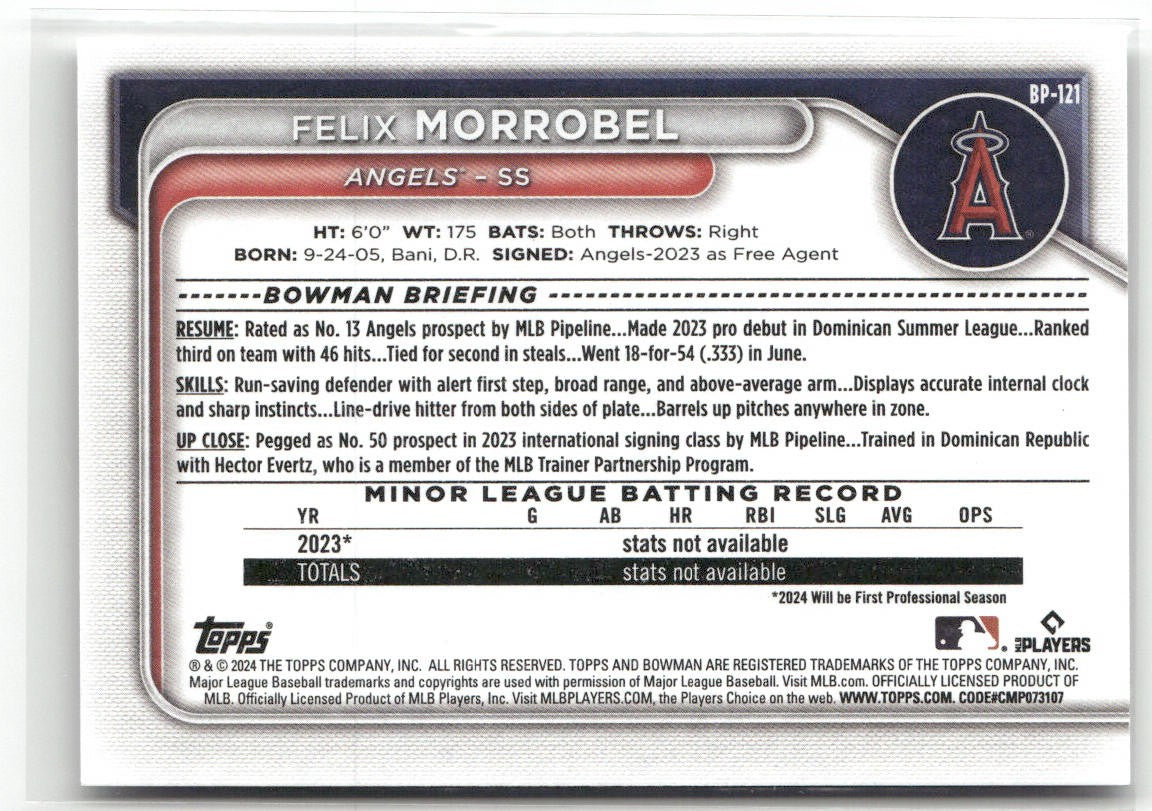 BP-121
FELIX MORROBEL
ANGELS - SS
A
HT: 6'0" WT: 175 BATS: Both THROWS: Right
BORN: 9-24-05, Bani, D.R. SIGNED: Angels-2023 as Free Agent
BOWMAN BRIEFING
RESUME: Rated as No. 13 Angels prospect by MLB Pipeline...Made 2023 pro debut in Dominican Summer League...Ranked
third on team with 46 hits...Tied for second in steals...Went 18-for-54 (.333) in June.
SKILLS: Run-saving defender with alert first step, broad range, and above-average arm...Displays accurate internal clock
and sharp instincts...Line-drive hitter from both sides of plate...Barrels up pitches anywhere in zone.
UP CLOSE: Pegged as No. 50 prospect in 2023 international signing class by MLB Pipeline...Trained in Dominican Republic
with Hector Evertz, who is a member of the MLB Trainer Partnership Program.
MINOR LEAGUE BATTING RECORD
YR G AB HR RBI SLG AVG OPS
2023* stats not available
TOTALS stats not available
*2024 Will be First Professional Season
Topps® MLB PLAYERS
® & © 2024 THE TOPPS COMPANY, INC. ALL RIGHTS RESERVED. TOPPS AND BOWMAN ARE REGISTERED TRADEMARKS OF THE TOPPS COMPANY, INC.
Major League Baseball trademarks and copyrights are used with permission of Major League Baseball. Visit MLB.com. OFFICIALLY LICENSED PRODUCT OF
MLB. Officially Licensed Product of MLB Players, Inc. Visit MLBPLAYERS.COM, the Players Choice on the web. WWW.TOPPS.COM. CODE#CMP073107